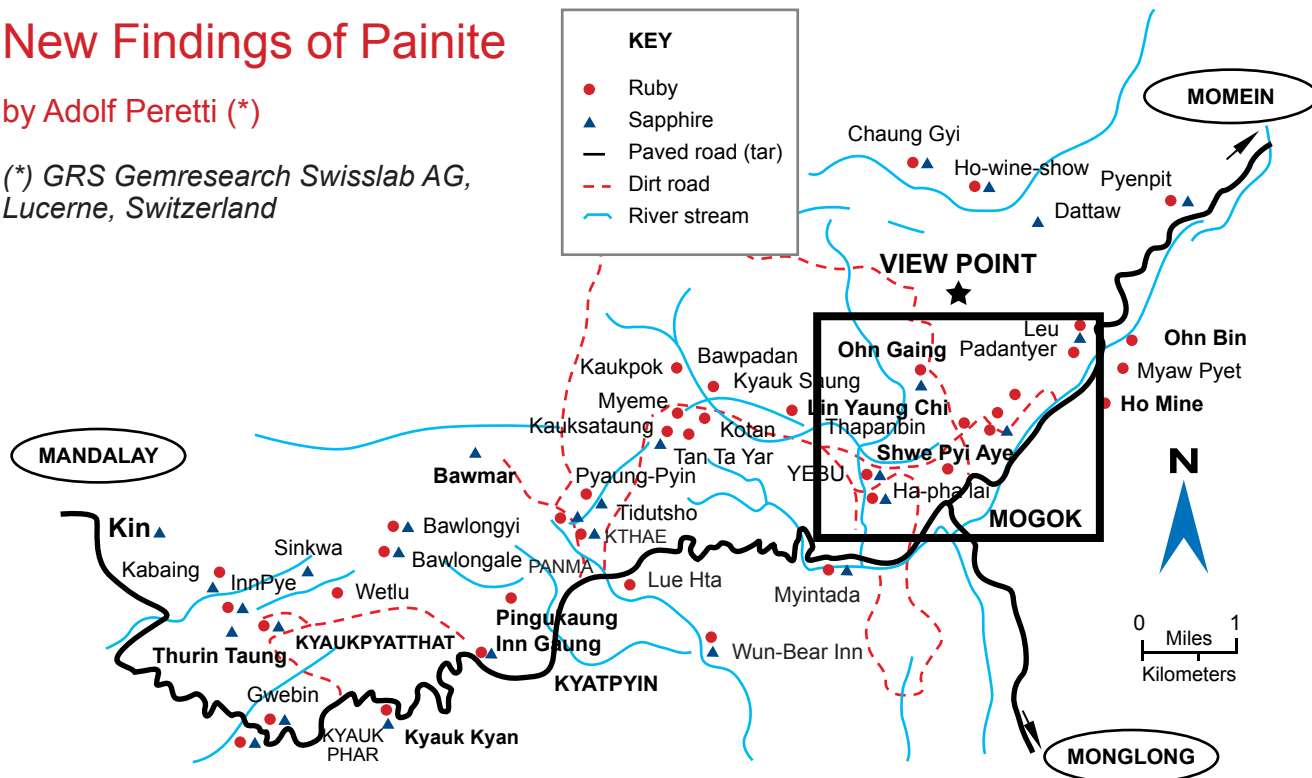 New Findings of Painite
by Adolf Peretti (*)
(*) GRS Gemresearch Swisslab AG,
Lucerne, Switzerland
KEY
Ruby
Sapphire
Paved road (tar)
Dirt road
River stream
MOMEIN
Chaung Gyi
Ho-wine-show
Pyenpit
Dattaw
VIEW POINT
Leu
Padantyer
Ohn Bin
Ohn Gaing
Myaw Pyet
Ho Mine
Kaukpok
Bawpadan
Kyauk Saung
Myeme
Lin Yaung Chi
Kauksataung
Kotan
Thapanbin
Tan Ta Yar
Shwe Pyi Aye
MANDALAY
Bawmar
Pyaung-Pyin
YEBU
Ha-pha lai
N
Tidutsho
MOGOK
Kin
Bawlongyi
KTHAE
Sinkwa
Bawlongale
PANMA
Kabaing
InnPye
Wetlu
Lue Hta
Myintada
Pingukaung
Inn Gaung
KYAUKPYATTHAT
Thurin Taung
Wun-Bear Inn
KYATPYIN
0 1
Miles
Kilometers
Gwebin
KYAUK
PHAR
Kyauk Kyan
MONGLONG